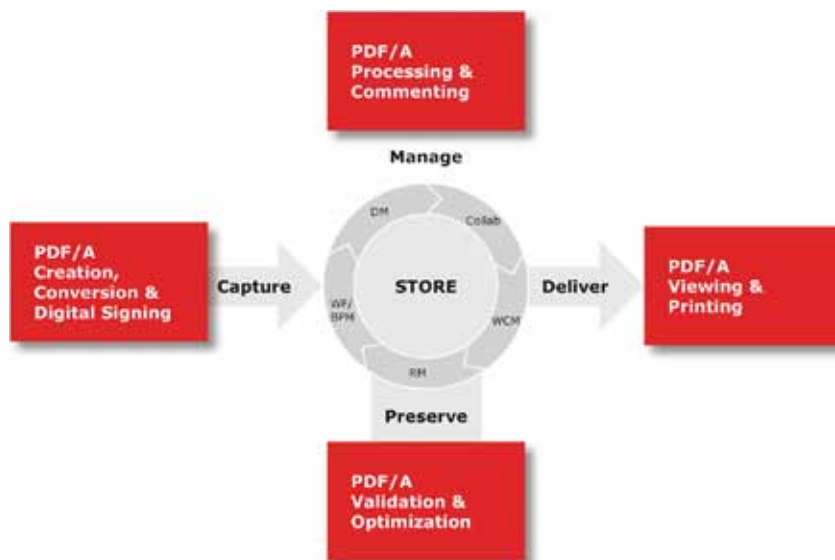 PDF/A
Processing &
Commenting
Manage
DM
Collab
PDF/A
Creation,
Conversion &
Digital Signing
Capture
WF/
BPM
STORE
WCM
Deliver
PDF/A
Viewing &
Printing
RM
Preserve
PDF/A
Validation &
Optimization